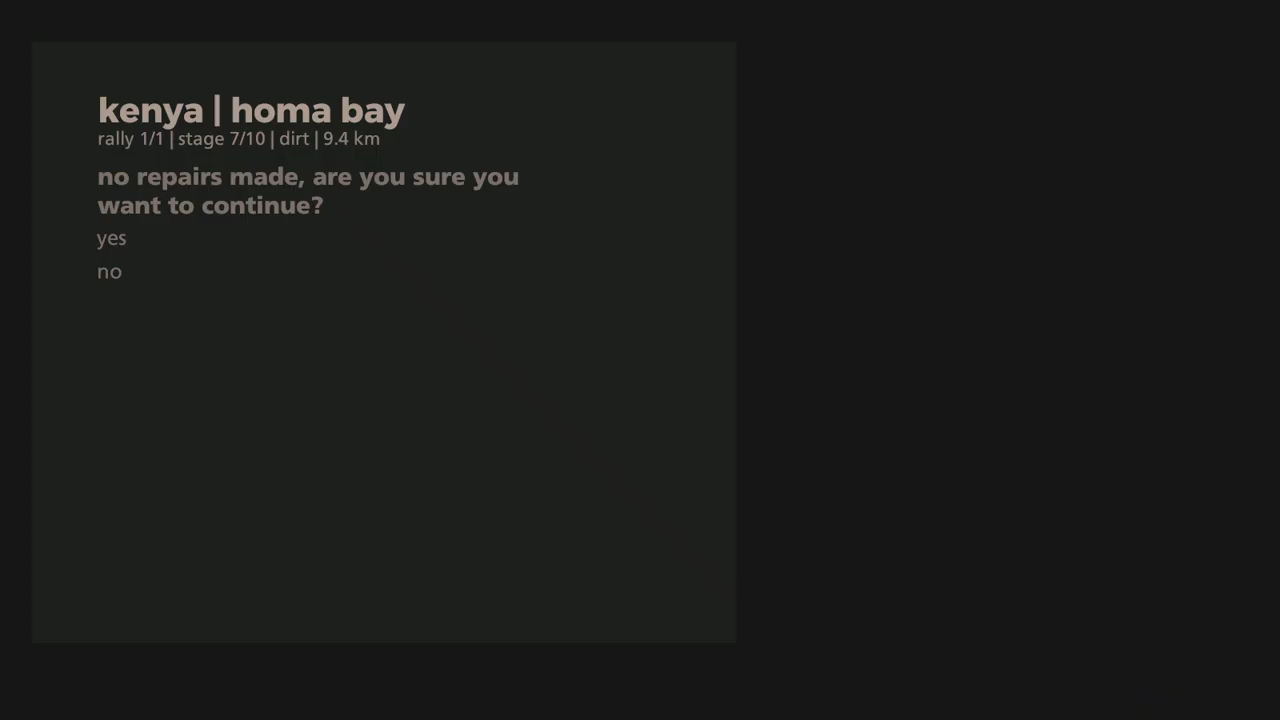 kenya | homa bay
rally 1/1 | stage 7/10 | dirt | 9.4 km
no repairs made, are you sure you
want to continue?
yes
no